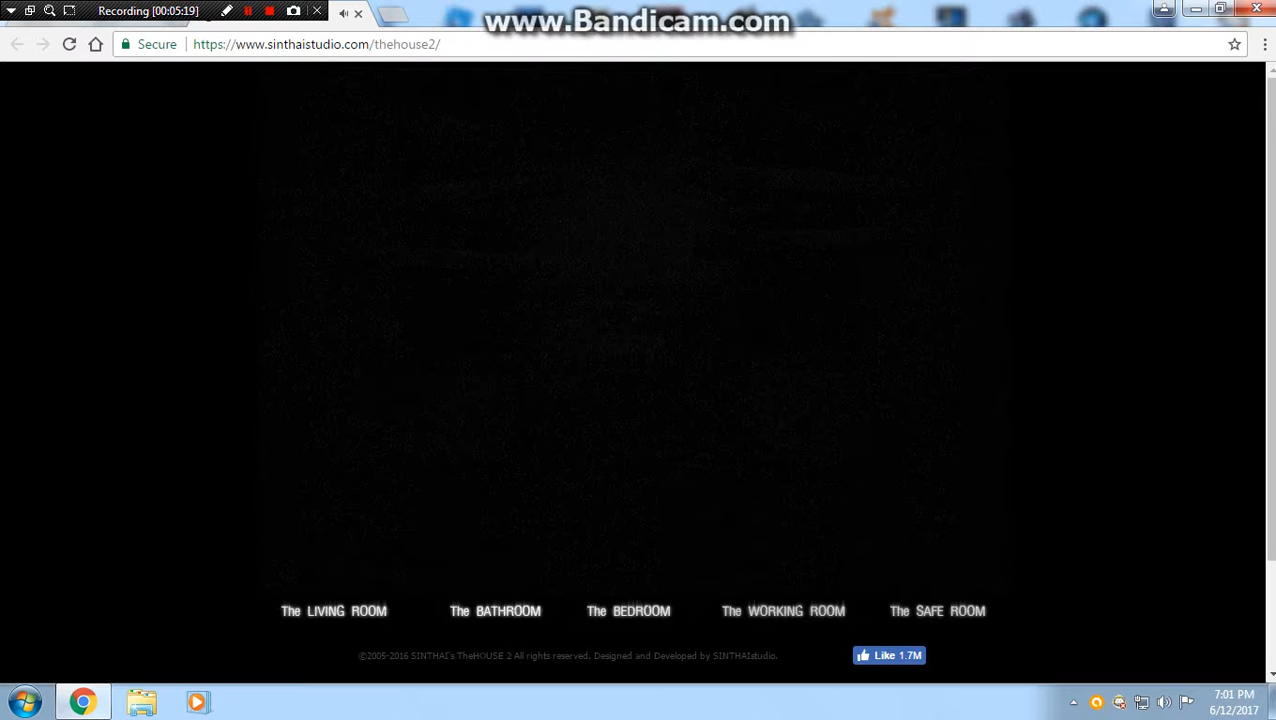 Recording [00:05:19]
www.Bandicam.com
Secure https://www.sinthaistudio.com/thehouse2/
The LIVING ROOM The BATHROOM The BEDROOM The WORKING ROOM The SAFE ROOM
©2005-2016 SINTHAI's TheHOUSE 2 All rights reserved. Designed and Developed by SINTHAIstudio.
Like 1.7M
7:01 PM
6/12/2017